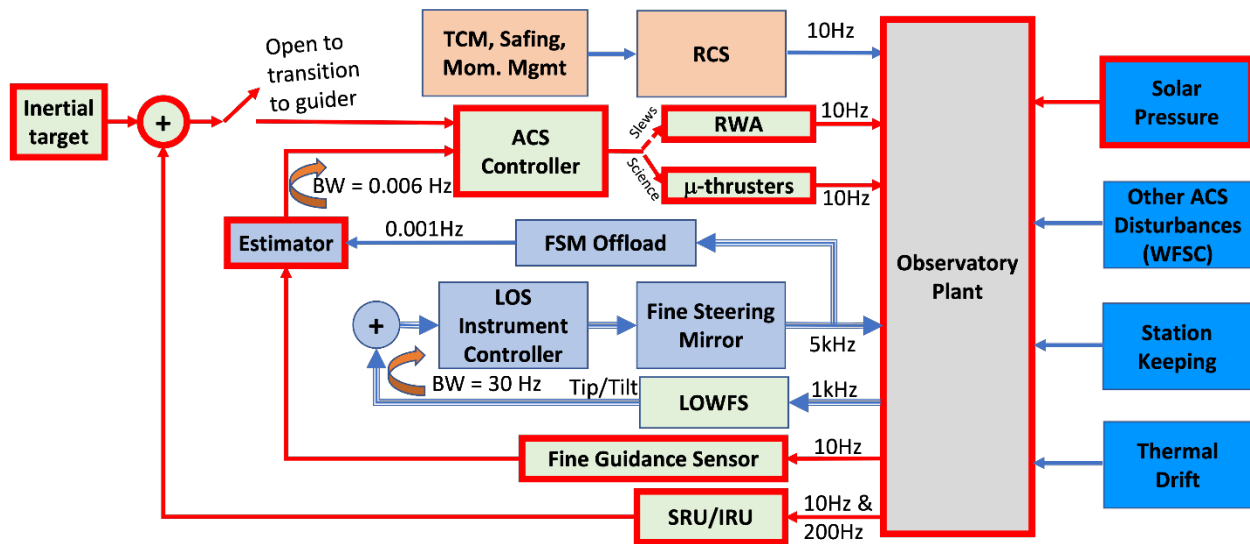 Open to
transition
to guider
TCM, Safing,
Mom. Mgmt
RCS
10Hz
Inertial
target
+
ACS
Controller
Slews
Science
RWA
10Hz
μ-thrusters
10Hz
BW = 0.006 Hz
Estimator
0.001Hz
FSM Offload
+
LOS
Instrument
Controller
Fine Steering
Mirror
5kHz
BW = 30 Hz
Tip/Tilt
LOWFS
1kHz
Fine Guidance Sensor
10Hz
SRU/IRU
10Hz &
200Hz
Observatory
Plant
Solar
Pressure
Other ACS
Disturbances
(WFSC)
Station
Keeping
Thermal
Drift